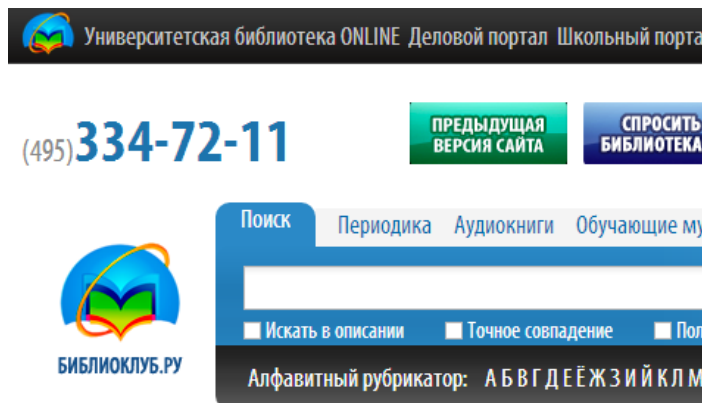 Университетская библиотека ONLINE Деловой портал Школьный порта
(495)334-72-11
ПРЕДЫДУЩАЯ
ВЕРСИЯ САЙТА
СПРОСИТЬ
БИБЛИОТЕКА
Поиск Периодика Аудиокниги Обучающие му
Искать в описании Точное совпадение Пол
БИБЛИОКЛУБ.РУ
Алфавитный рубрикатор: А Б В Г Д Е Ё Ж З И Й К Л М